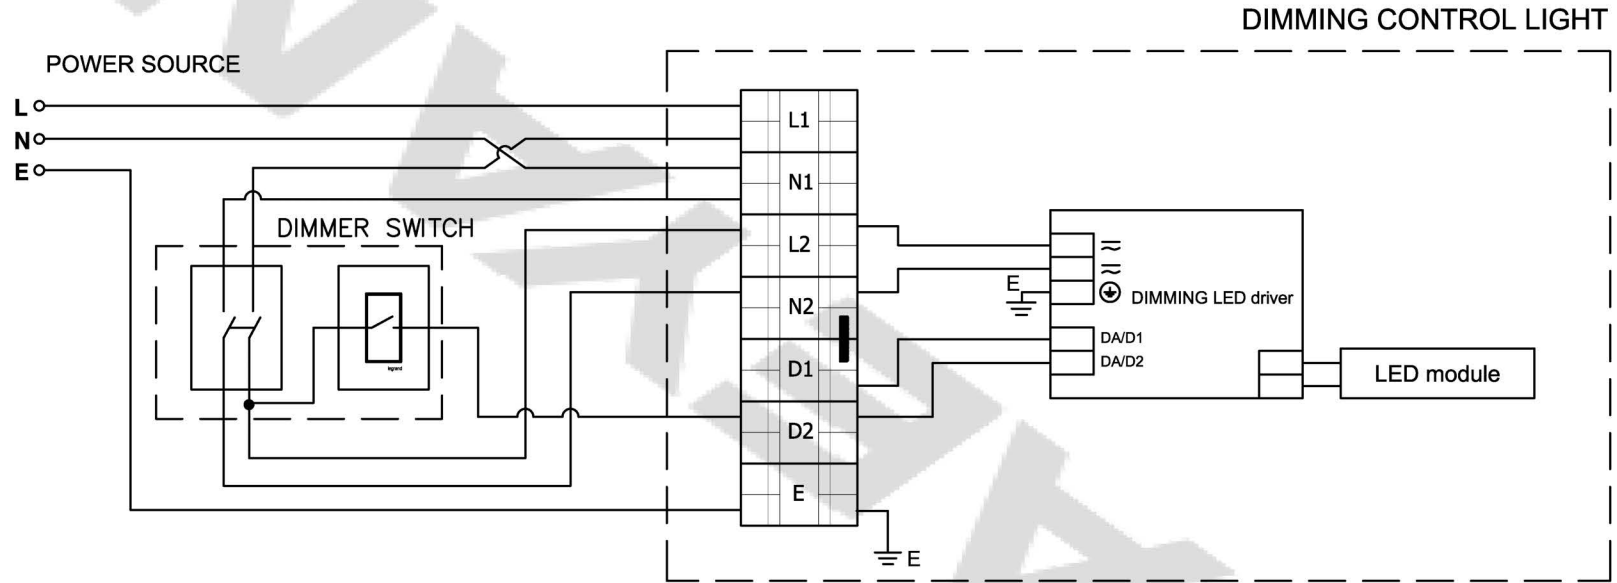 DIMMING CONTROL LIGHT
POWER SOURCE
L
N
E
DIMMER SWITCH
legrand
L1
N1
L2
N2
D1
D2
E
E
E
DIMMING LED driver
DA/D1
DA/D2
LED module